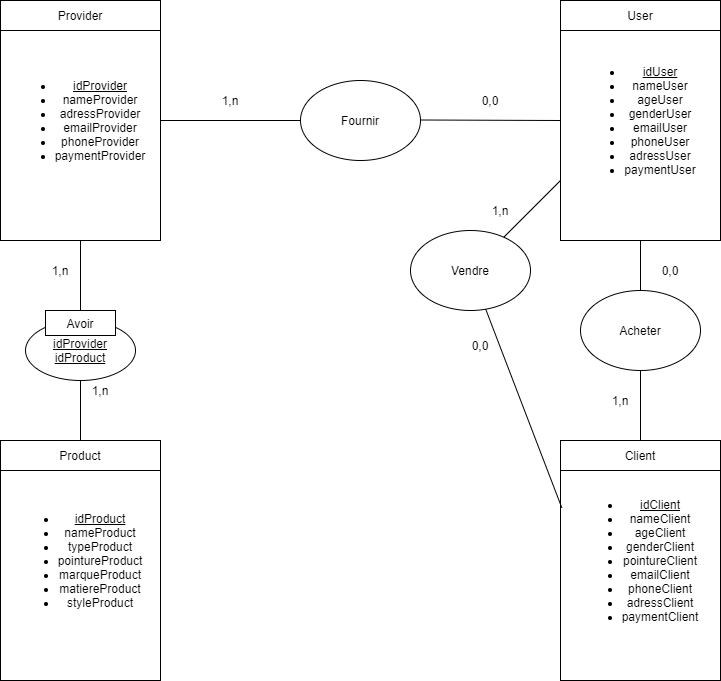 Provider
idProvider
nameProvider
adressProvider
emailProvider
phoneProvider
paymentProvider
1,n
Fournir
0,0
User
idUser
nameUser
ageUser
genderUser
emailUser
phoneUser
adressUser
paymentUser
1,n
Vendre
0,0
0,0
Acheter
1,n
1,n
Avoir
idProvider
idProduct
1,n
Product
idProduct
nameProduct
typeProduct
pointureProduct
marqueProduct
matiereProduct
styleProduct
Client
idClient
nameClient
ageClient
genderClient
pointureClient
emailClient
phoneClient
adressClient
paymentClient